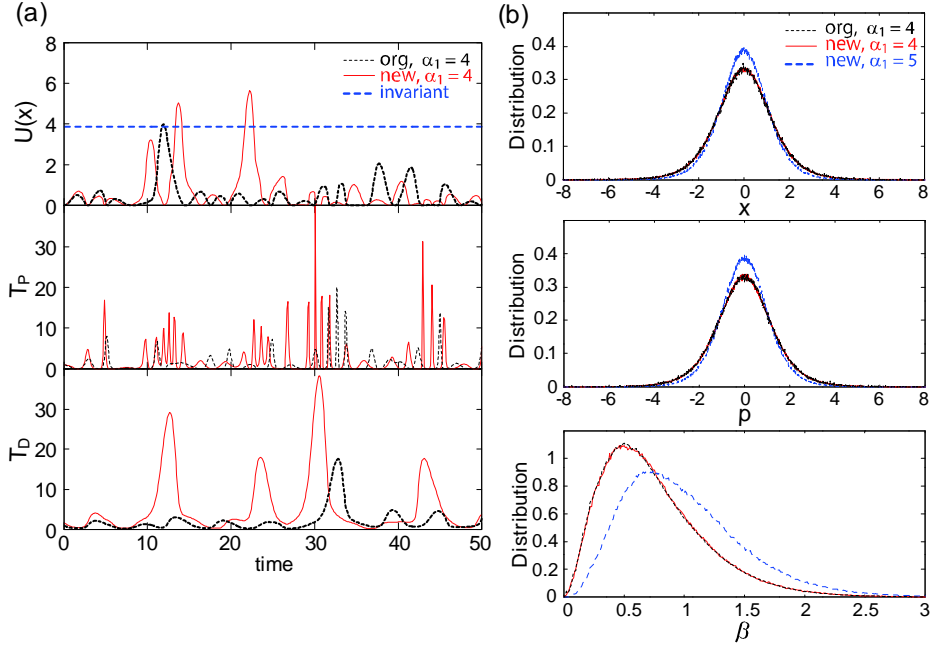 (a)
8
6
4
2
0
U(x)
org, α1 = 4
new, α1 = 4
invariant
30
20
10
0
TP
30
20
10
0
TD
0 10 20 30 40 50
time
(b)
0.4
0.3
0.2
0.1
0
Distribution
org, α1 = 4
new, α1 = 4
new, α1 = 5
-8 -6 -4 -2 0 2 4 6 8
x
0.4
0.3
0.2
0.1
0
Distribution
-8 -6 -4 -2 0 2 4 6 8
p
1
0.8
0.6
0.4
0.2
0
Distribution
0 0.5 1 1.5 2 2.5 3
β